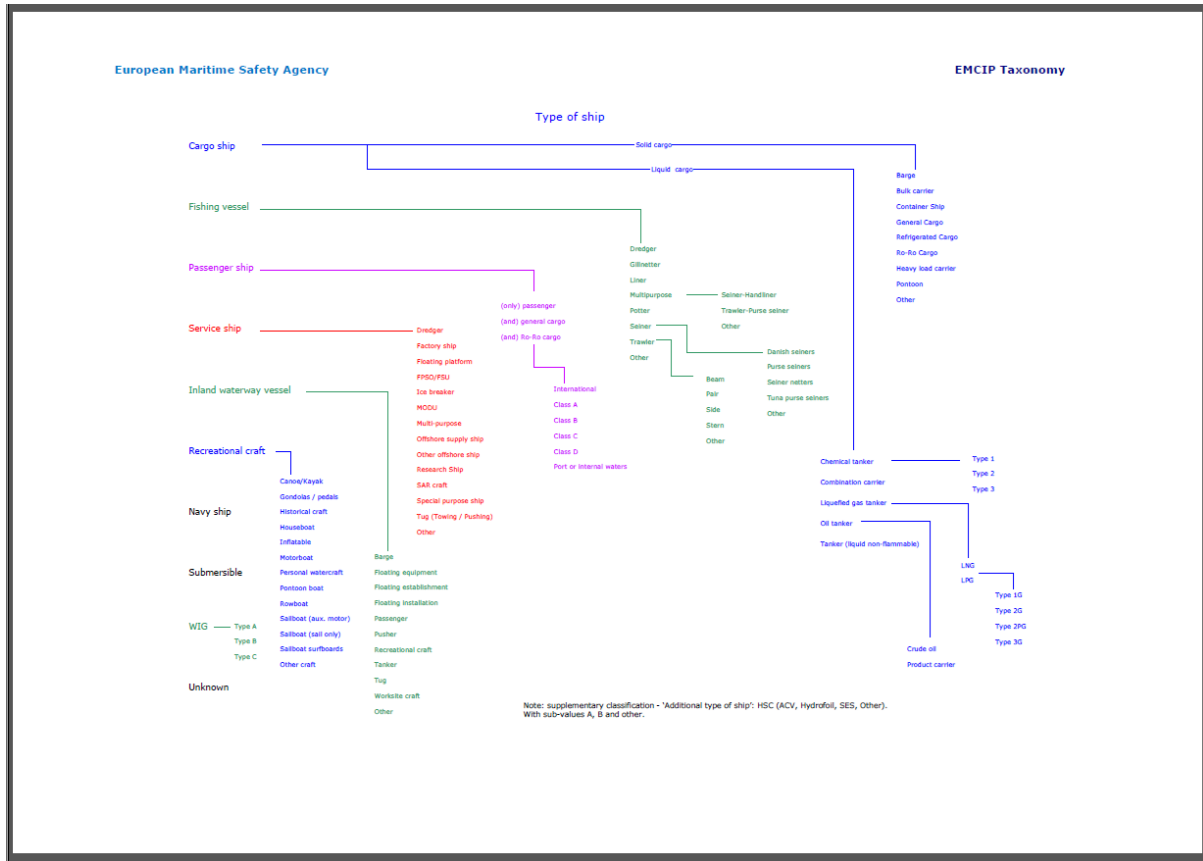 European Maritime Safety Agency
EMCIP Taxonomy
Type of ship
Cargo ship
Solid cargo
Liquid cargo
Barge
Bulk carrier
Container Ship
General Cargo
Refrigerated Cargo
Ro-Ro Cargo
Heavy load carrier
Pontoon
Other
Chemical tanker
Type 1
Type 2
Type 3
Combination carrier
Liquefied gas tanker
LNG
LPG
Type 1G
Type 2G
Type 2PG
Type 3G
Oil tanker
Crude oil
Product carrier
Tanker (liquid non-flammable)
Fishing vessel
Dredger
Gillnetter
Liner
Multipurpose
Seiner-Handliner
Trawler-Purse seiner
Other
Potter
Seiner
Danish seiners
Purse seiners
Seiner netters
Tuna purse seiners
Other
Trawler
Beam
Pair
Side
Stern
Other
Other
Passenger ship
(only) passenger
(and) general cargo
(and) Ro-Ro cargo
International
Class A
Class B
Class C
Class D
Port or internal waters
Service ship
Dredger
Factory ship
Floating platform
FPSO/FSU
Ice breaker
MODU
Multi-purpose
Offshore supply ship
Other offshore ship
Research Ship
SAR craft
Special purpose ship
Tug (Towing / Pushing)
Other
Inland waterway vessel
Barge
Floating equipment
Floating establishment
Floating installation
Passenger
Pusher
Recreational craft
Tanker
Tug
Worksite craft
Other
Recreational craft
Canoe/Kayak
Gondolas / pedals
Historical craft
Houseboat
Inflatable
Motorboat
Personal watercraft
Pontoon boat
Rowboat
Sailboat (aux. motor)
Sailboat (sail only)
Sailboat surfboards
Other craft
Navy ship
Submersible
WIG
Type A
Type B
Type C
Unknown
Note: supplementary classification - 'Additional type of ship': HSC (ACV, Hydrofoil, SES, Other).
With sub-values A, B and other.